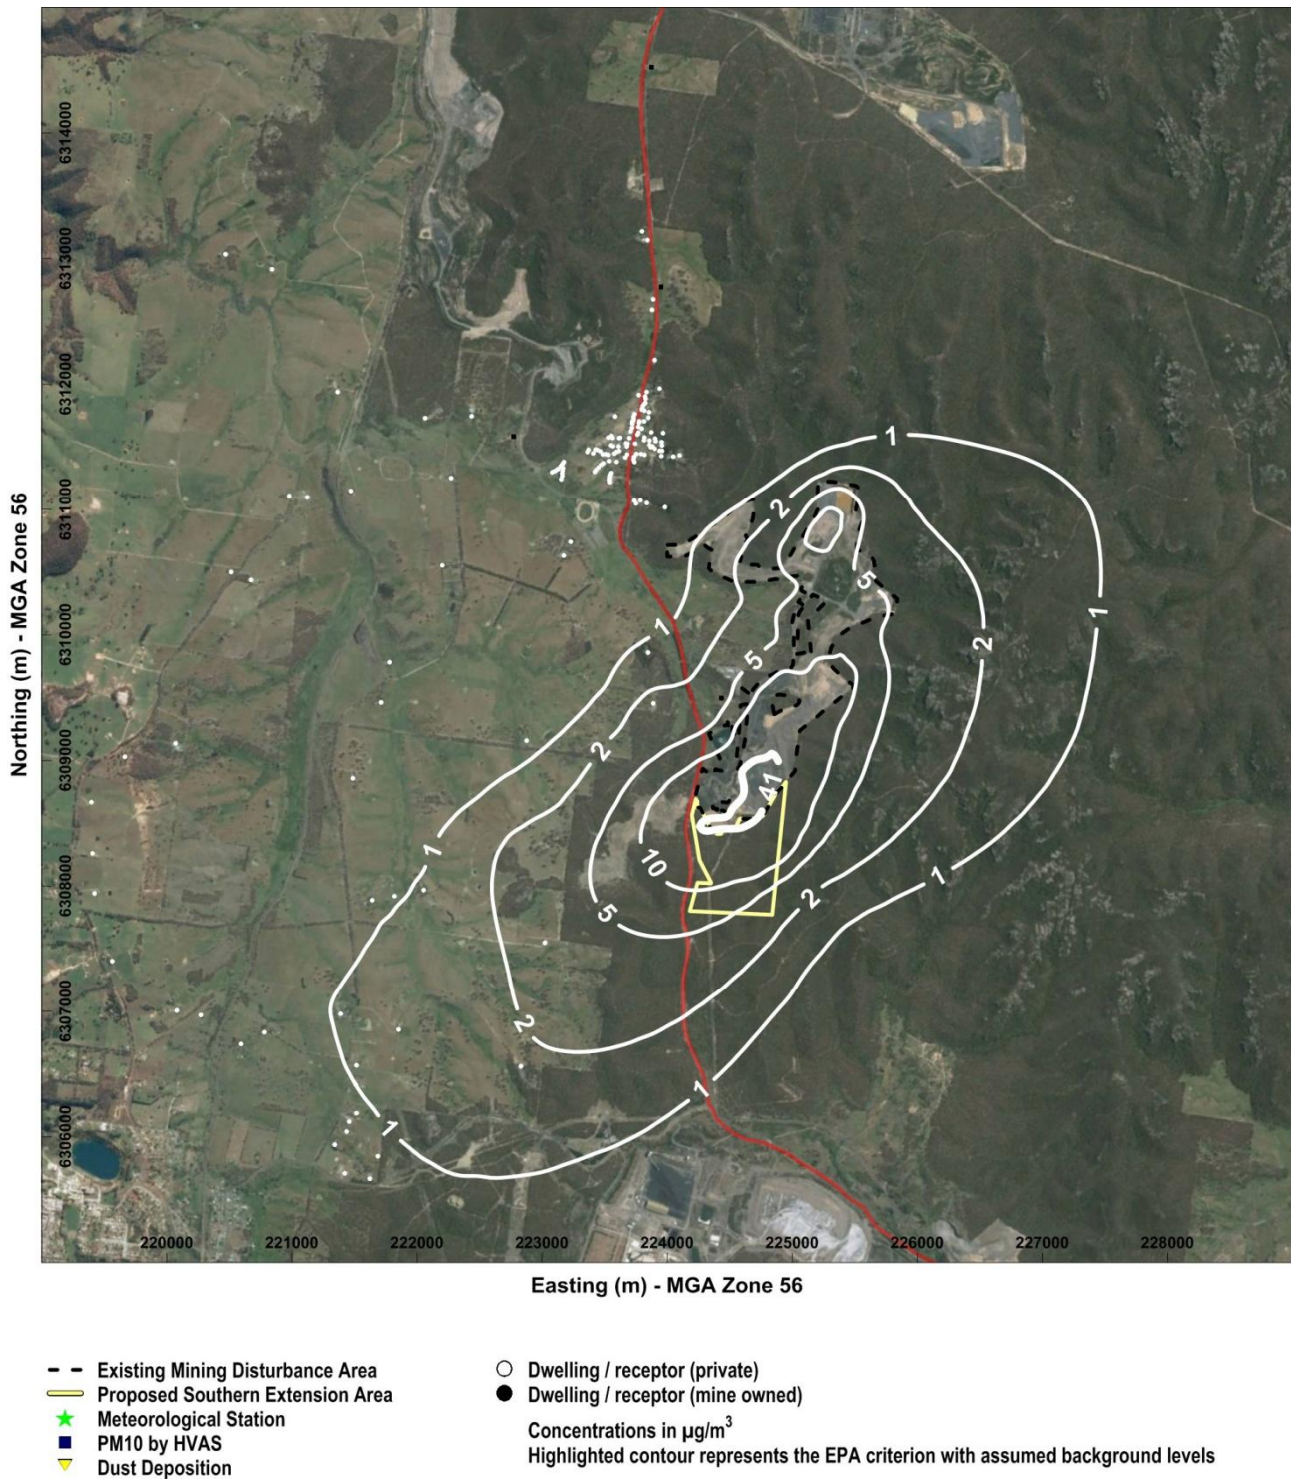 Northing (m) - MGA Zone 56
6314000
6313000
6312000
6311000
6310000
6309000
6308000
6307000
6306000
1
2
5
1
1
2
5
2
41
1
10
5
2
1
2
1
1
220000 221000 222000 223000 224000 225000 226000 227000 228000
Easting (m) - MGA Zone 56
Existing Mining Disturbance Area
Proposed Southern Extension Area
Meteorological Station
PM10 by HVAS
Dust Deposition
Dwelling / receptor (private)
Dwelling / receptor (mine owned)
Concentrations in µg/m³
Highlighted contour represents the EPA criterion with assumed background levels